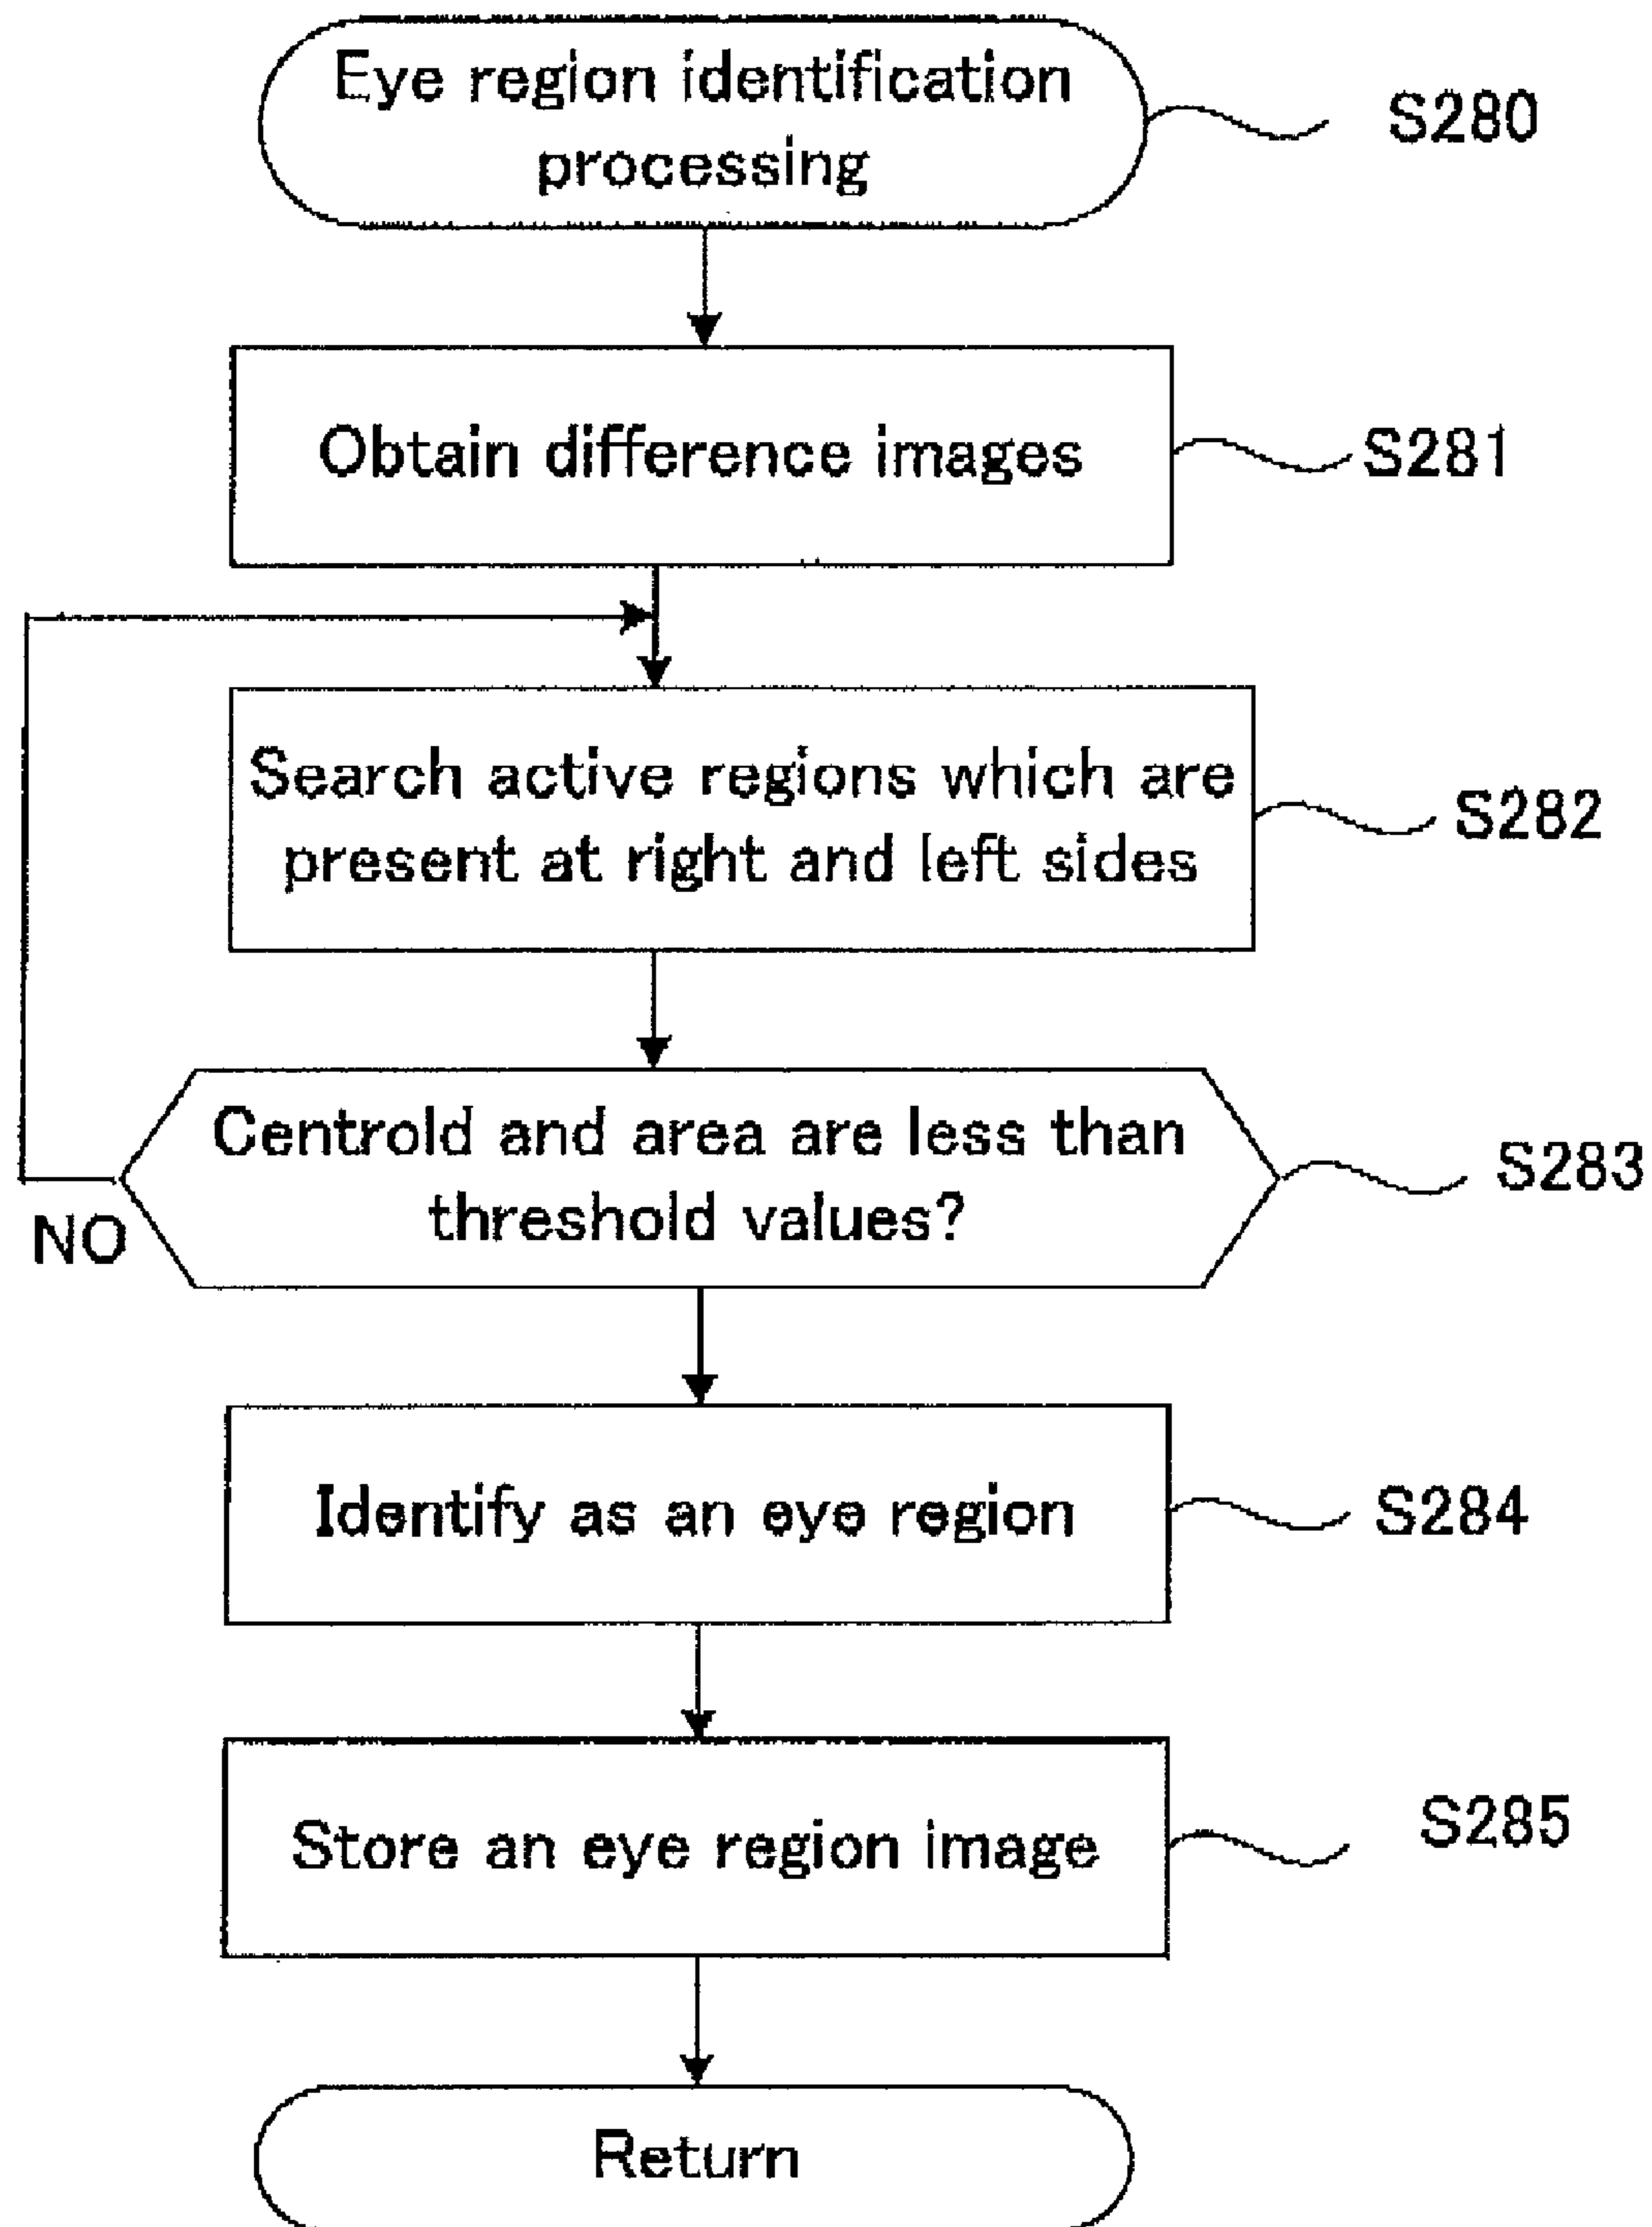 Eye region identification
processing
S280
Obtain difference images
S281
Search active regions which are
present at right and left sides
S282
Centroid and area are less than
threshold values?
S283
NO
Identify as an eye region
S284
Store an eye region image
S285
Return